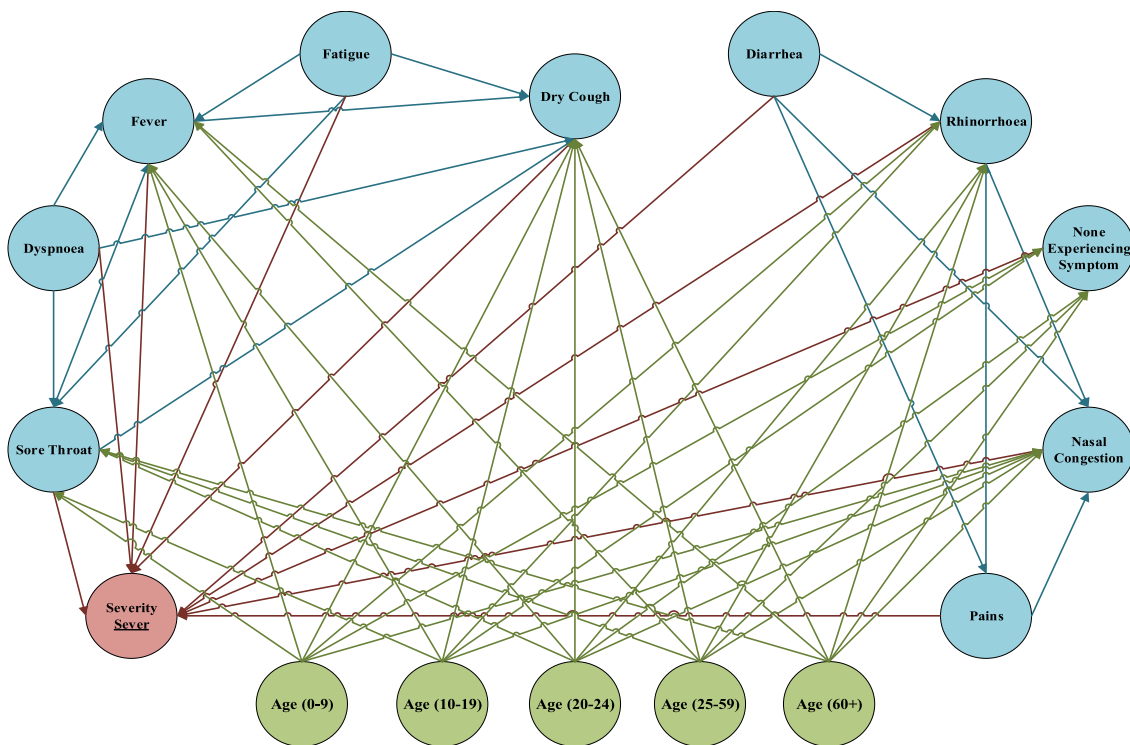 Fatigue
Diarrhea
Dry Cough
Fever
Rhinorrhoea
Dyspnoea
None
Experiencing
Symptom
Sore Throat
Nasal
Congestion
Severity
Sever
Pains
Age (0-9)
Age (10-19)
Age (20-24)
Age (25-59)
Age (60+)